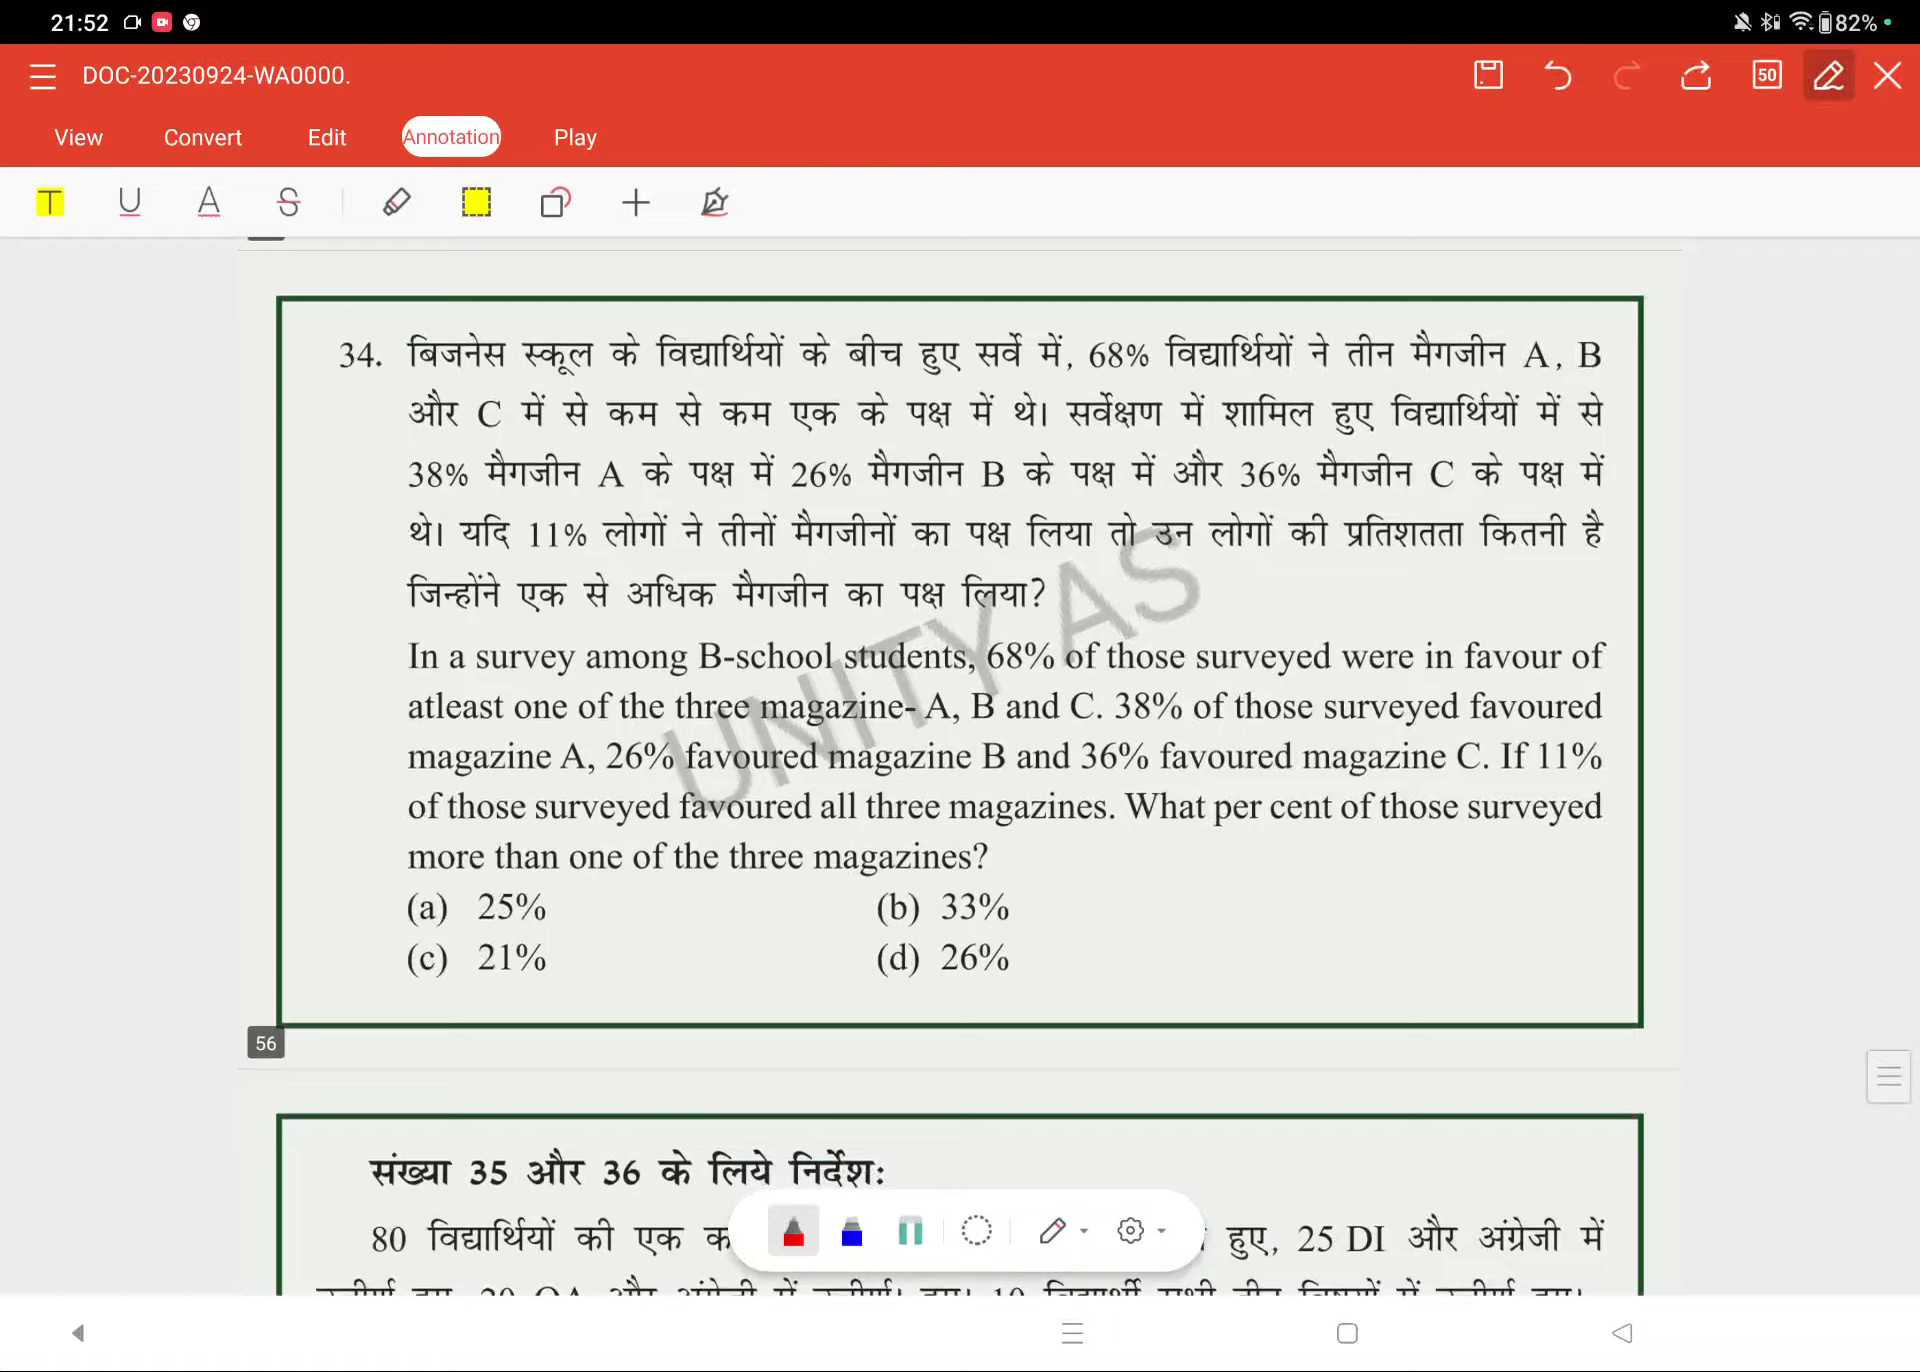 21:52
82%
DOC-20230924-WA0000.
50
View Convert Edit Annotation Play
T U A S
34. बिजनेस स्कूल के विद्यार्थियों के बीच हुए सर्वे में, 68% विद्यार्थियों ने तीन मैगजीन A, B
और C में से कम से कम एक के पक्ष में थे। सर्वेक्षण में शामिल हुए विद्यार्थियों में से
38% मैगजीन A के पक्ष में 26% मैगजीन B के पक्ष में और 36% मैगजीन C के पक्ष में
थे। यदि 11% लोगों ने तीनों मैगजीनों का पक्ष लिया तो उन लोगों की प्रतिशतता कितनी है
जिन्होंने एक से अधिक मैगजीन का पक्ष लिया?
UNITY AS
In a survey among B-school students, 68% of those surveyed were in favour of
atleast one of the three magazine- A, B and C. 38% of those surveyed favoured
magazine A, 26% favoured magazine B and 36% favoured magazine C. If 11%
of those surveyed favoured all three magazines. What per cent of those surveyed
more than one of the three magazines?
(a) 25% (b) 33%
(c) 21% (d) 26%
56
संख्या 35 और 36 के लिये निर्देश:
80 विद्यार्थियों की एक हुए, 25 DI और अंग्रेजी में